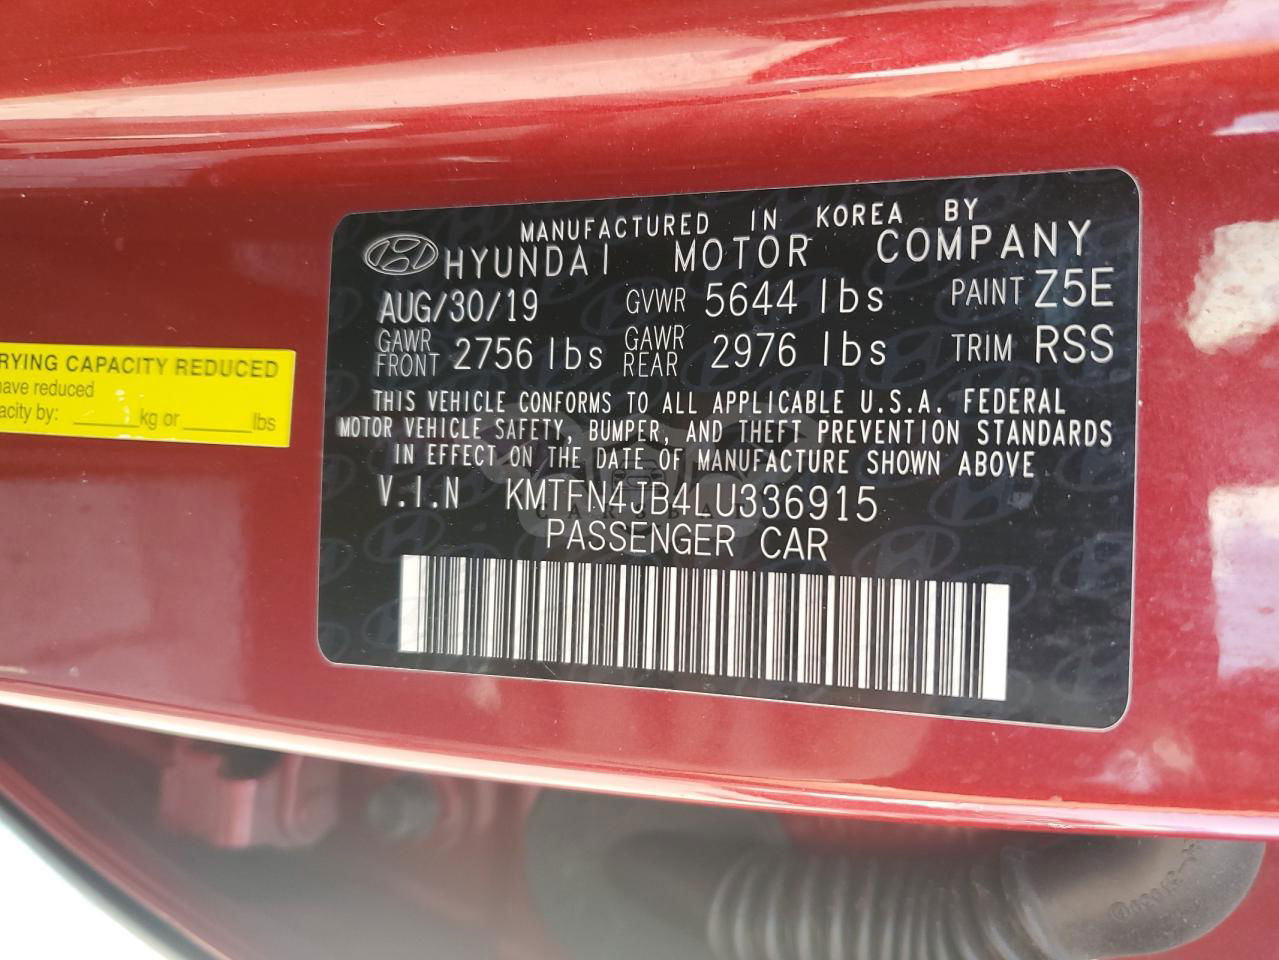 MANUFACTURED IN KOREA BY
HYUNDAI MOTOR COMPANY
AUG/30/19 GVWR 5644 lbs PAINT Z5E
GAWR FRONT 2756 lbs GAWR REAR 2976 lbs TRIM RSS
THIS VEHICLE CONFORMS TO ALL APPLICABLE U.S.A. FEDERAL
MOTOR VEHICLE SAFETY, BUMPER, AND THEFT PREVENTION STANDARDS
IN EFFECT ON THE DATE OF MANUFACTURE SHOWN ABOVE
V.I.N KMTFN4JB4LU336915
PASSENGER CAR
RYING CAPACITY REDUCED
have reduced
acity by: ______kg or ______lbs